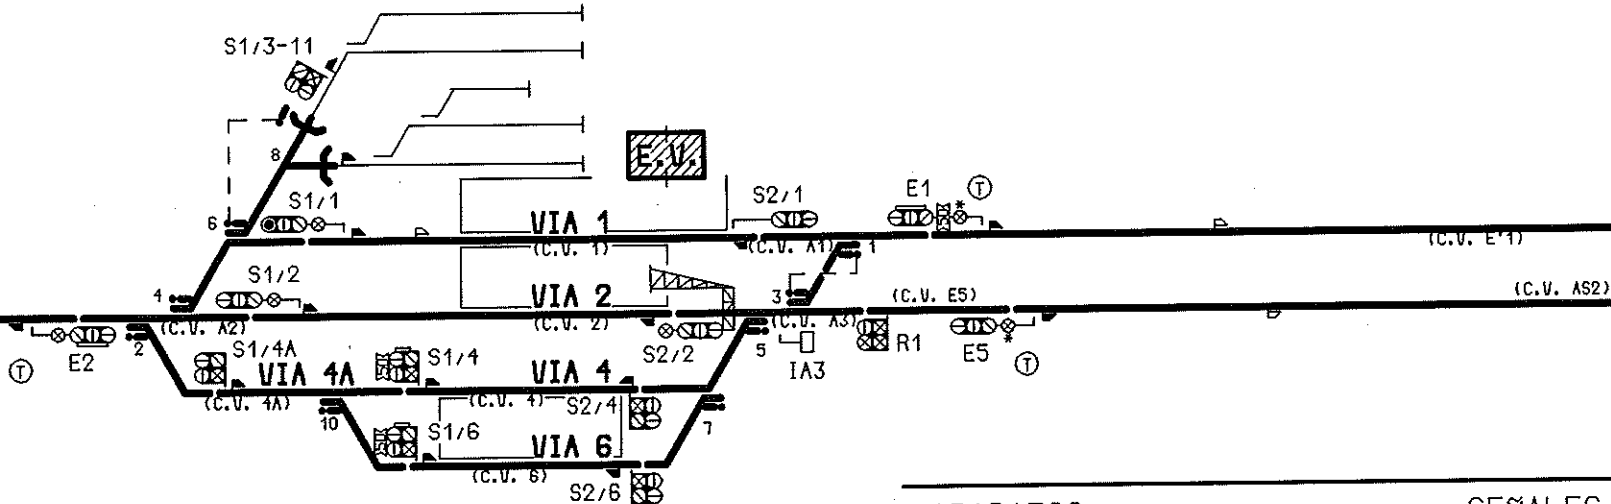 S1/3-11
8
E.V.
6
S1/1
VIA 1
(C.V. 1)
S2/1
(C.V. A1)
E1
*
T
1
(C.V. E'1)
4
S1/2
VIA 2
(C.V. 2)
3
(C.V. E5)
(C.V. AS2)
T
E2
2
(C.V. A2)
S2/2
5
(C.V. A3)
IA3
R1
E5
*
T
S1/4A
VIA 4A
(C.V. 4A)
S1/4
VIA 4
(C.V. 4)
S2/4
10
S1/6
VIA 6
(C.V. 6)
7
S2/6
SEÑALES